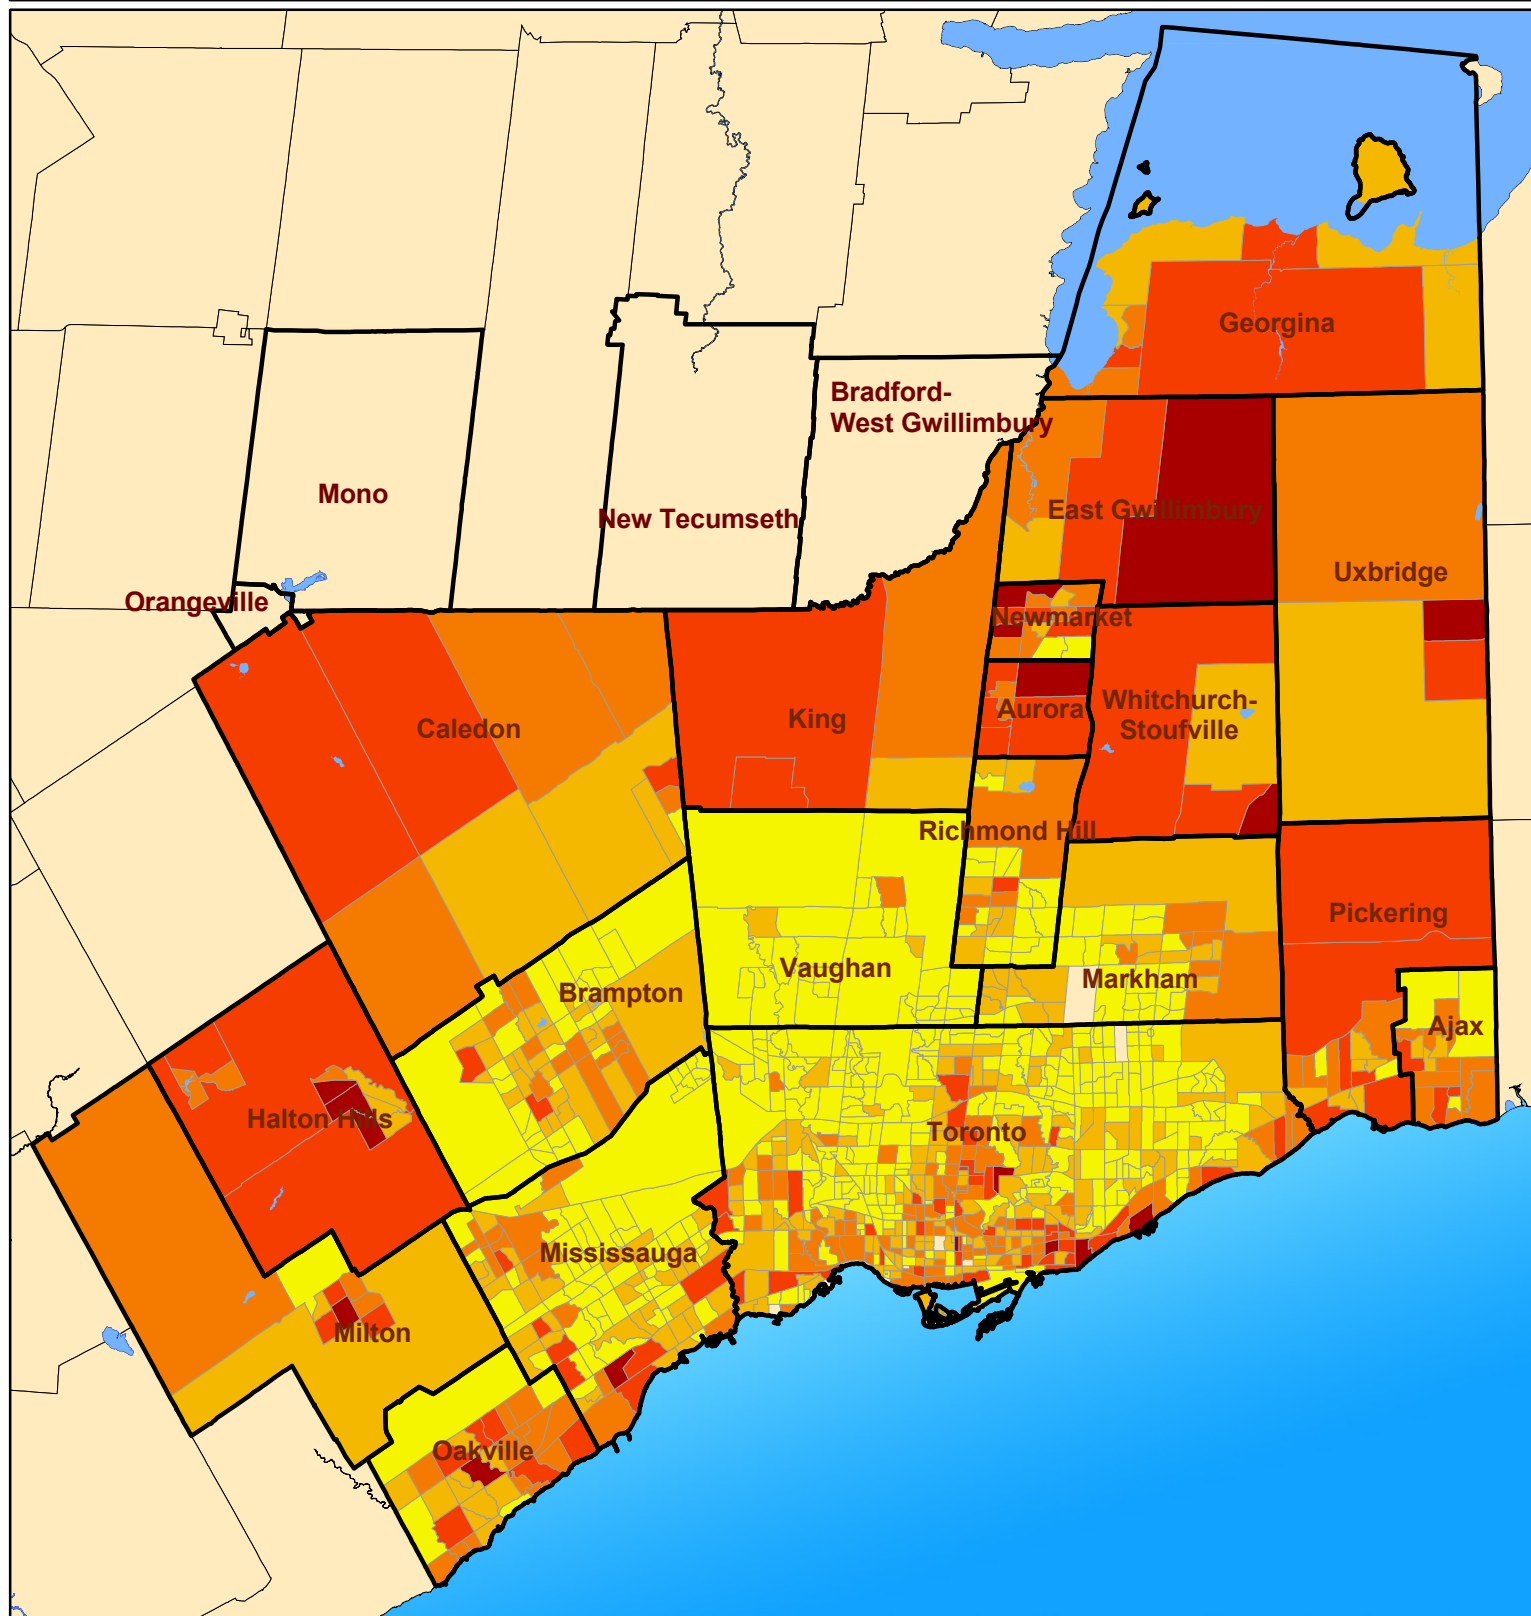 Georgina
Bradford-
West Gwillimbury
Mono
New Tecumseth
East Gwillimbury
Uxbridge
Orangeville
Newmarket
Caledon
King
Aurora
Whitchurch-
Stoufville
Richmond Hill
Pickering
Vaughan
Markham
Brampton
Ajax
Halton Hills
Toronto
Mississauga
Milton
Oakville